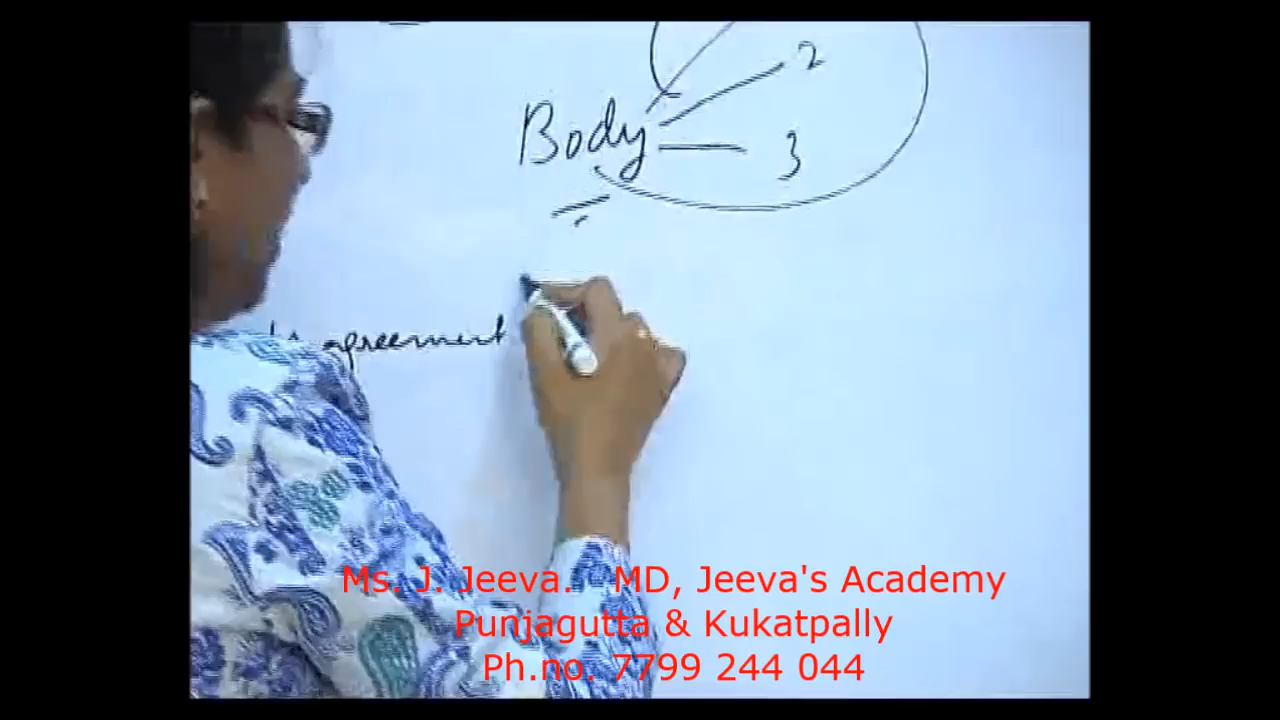 2
Body
3
agreement
Ms. J. Jeeva. MD, Jeeva's Academy
Punjagutta & Kukatpally
Ph.no. 7799 244 044